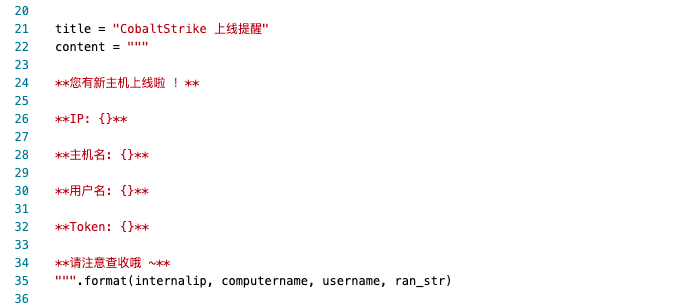 20
21 title = "CobaltStrike 上线提醒"
22 content = """
23
24 **您有新主机上线啦 ！**
25
26 **IP: {}**
27
28 **主机名: {}**
29
30 **用户名: {}**
31
32 **Token: {}**
33
34 **请注意查收哦 ~**
35 """.format(internalip, computername, username, ran_str)
36